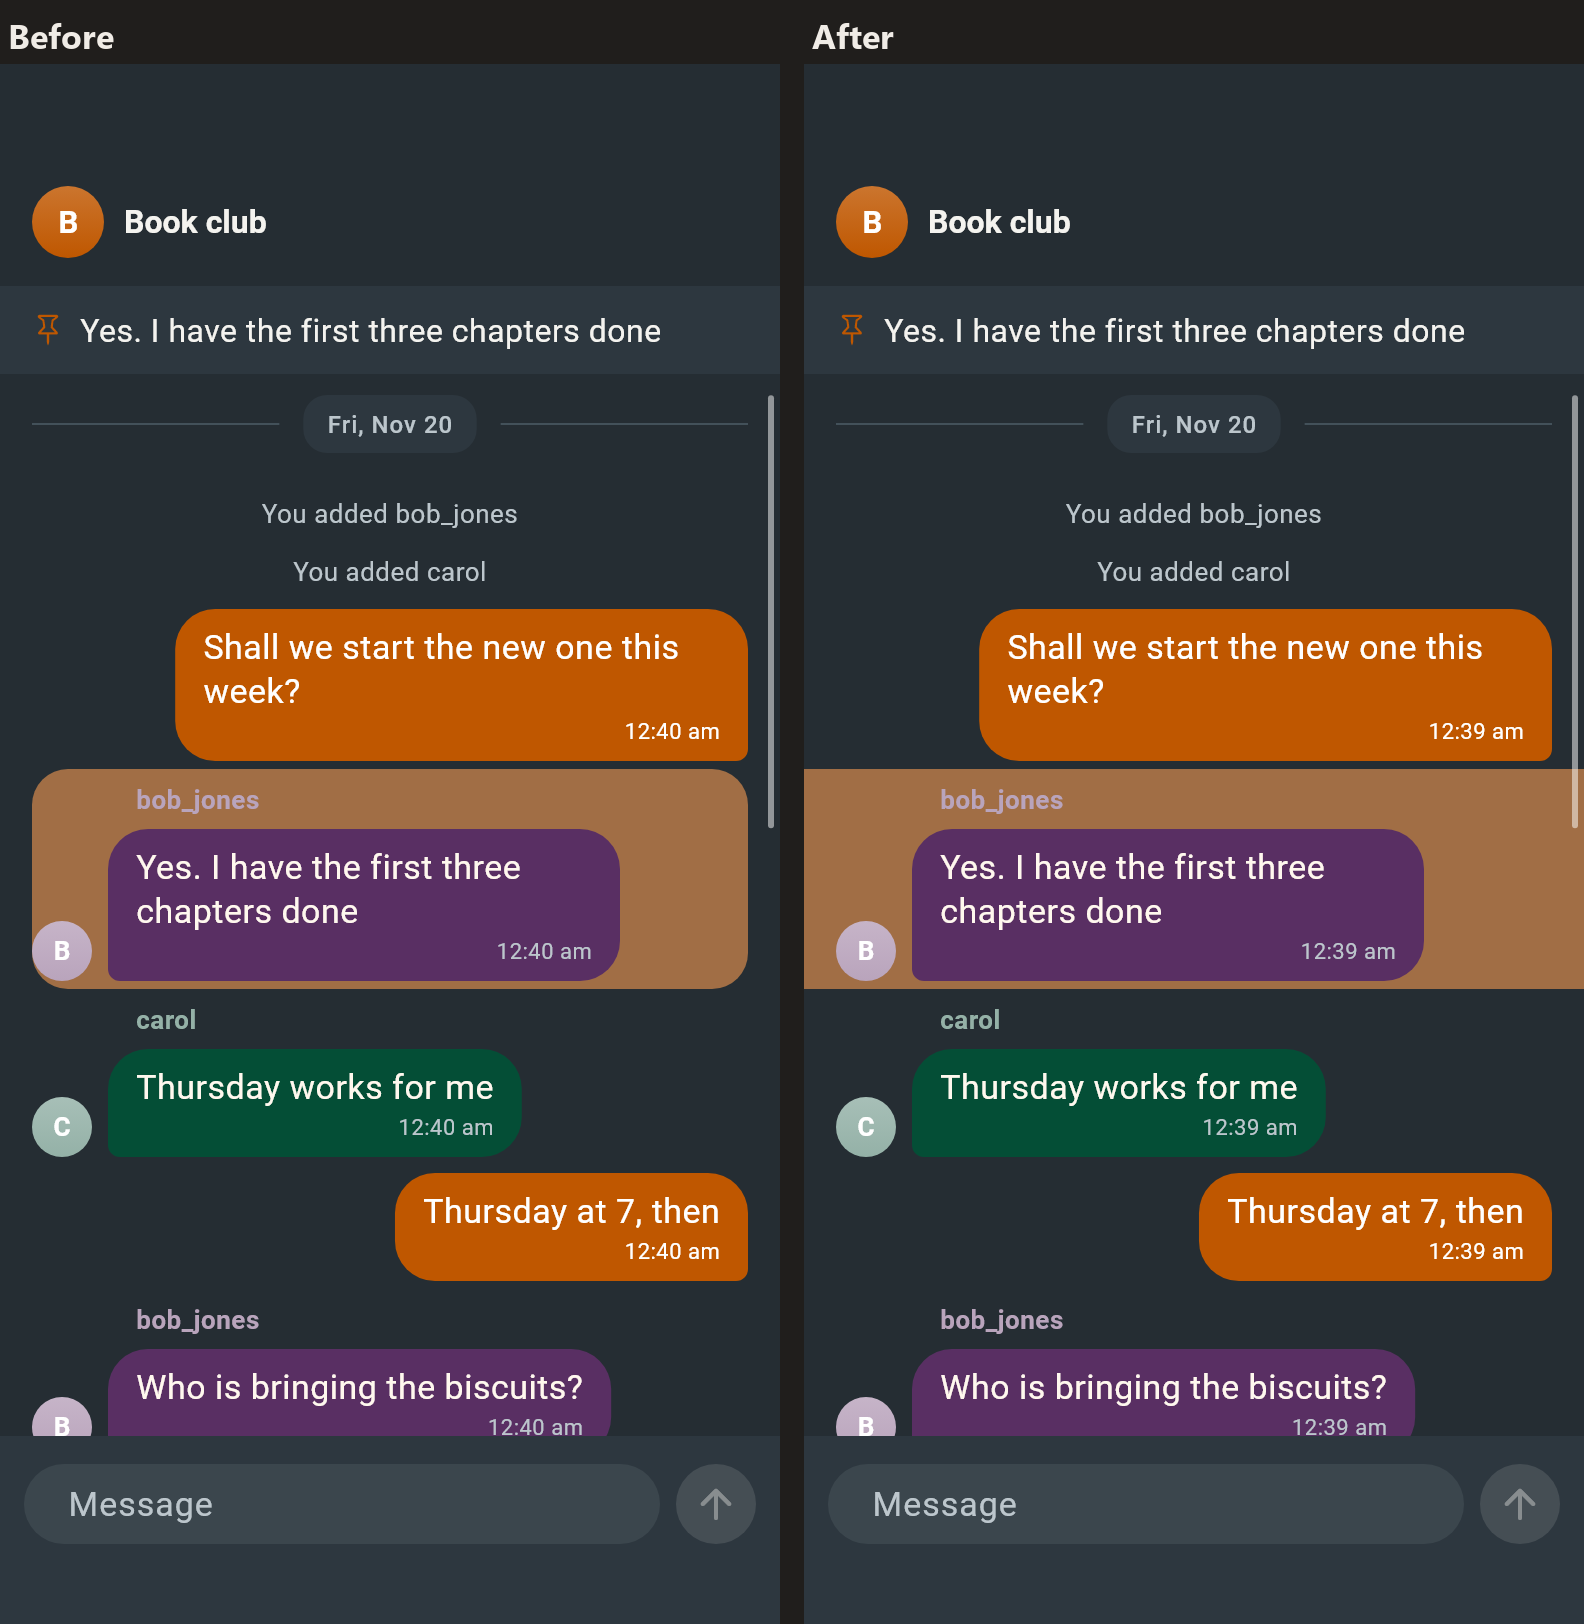 Before
B
Book club
Yes. I have the first three chapters done
Fri, Nov 20
You added bob_jones
You added carol
Shall we start the new one this
week?
12:40 am
bob_jones
Yes. I have the first three
chapters done
12:40 am
B
carol
Thursday works for me
12:40 am
C
Thursday at 7, then
12:40 am
bob_jones
Who is bringing the biscuits?
12:40 am
B
Message
After
B
Book club
Yes. I have the first three chapters done
Fri, Nov 20
You added bob_jones
You added carol
Shall we start the new one this
week?
12:39 am
bob_jones
Yes. I have the first three
chapters done
12:39 am
B
carol
Thursday works for me
12:39 am
C
Thursday at 7, then
12:39 am
bob_jones
Who is bringing the biscuits?
12:39 am
B
Message